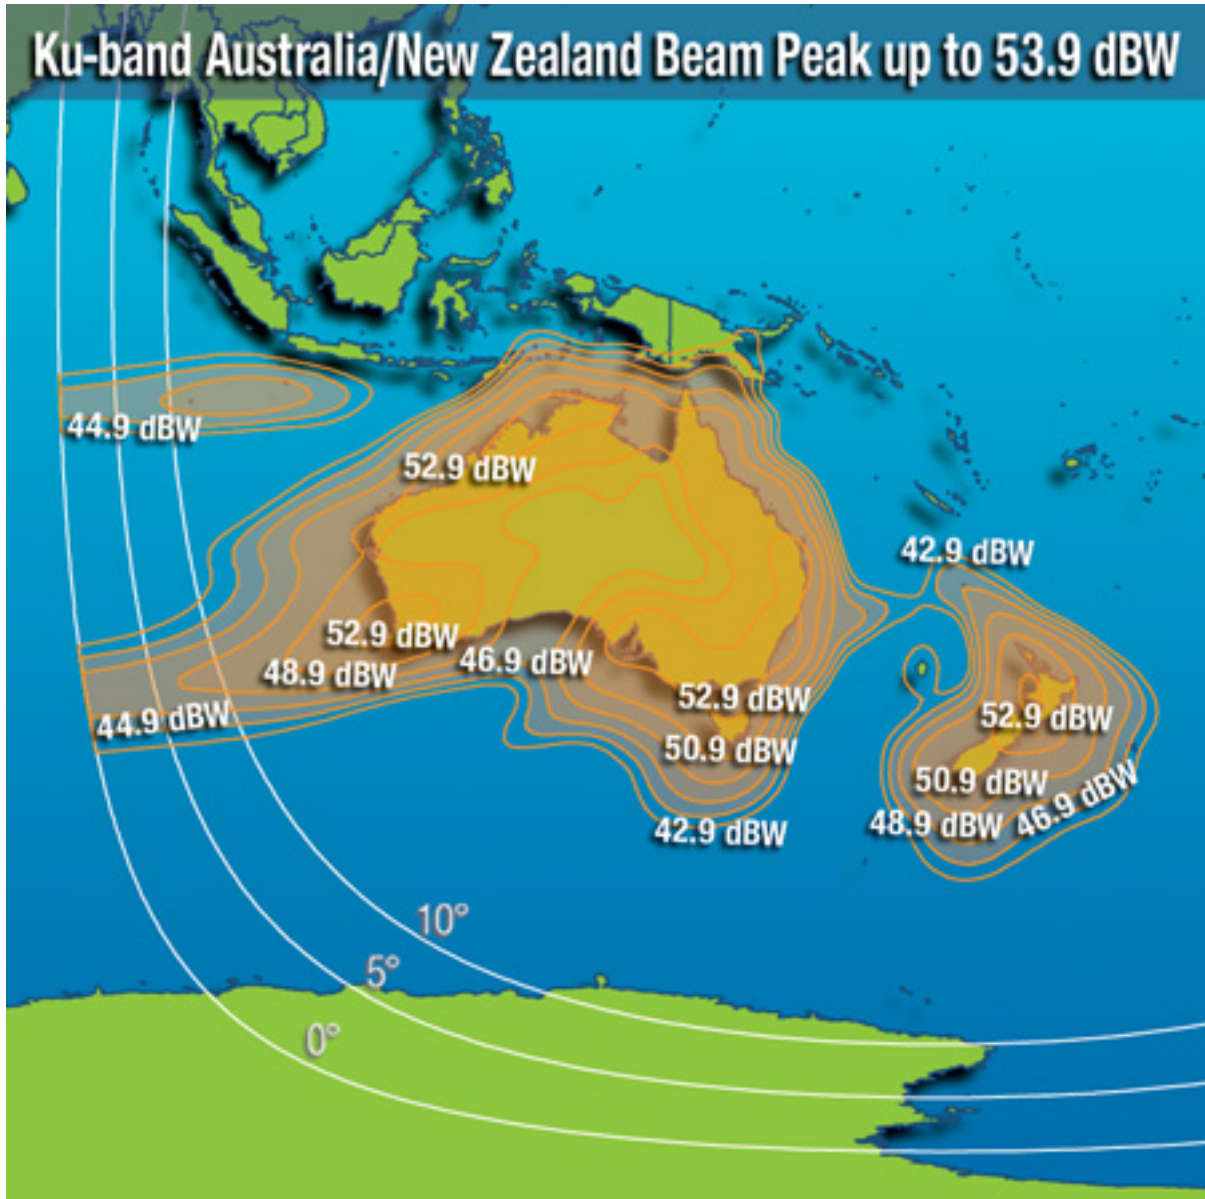 Ku-band Australia/New Zealand Beam Peak up to 53.9 dBW
44.9 dBW
52.9 dBW
42.9 dBW
52.9 dBW
46.9 dBW
48.9 dBW
52.9 dBW
52.9 dBW
44.9 dBW
50.9 dBW
50.9 dBW
46.9 dBW
48.9 dBW
42.9 dBW
10°
5°
0°